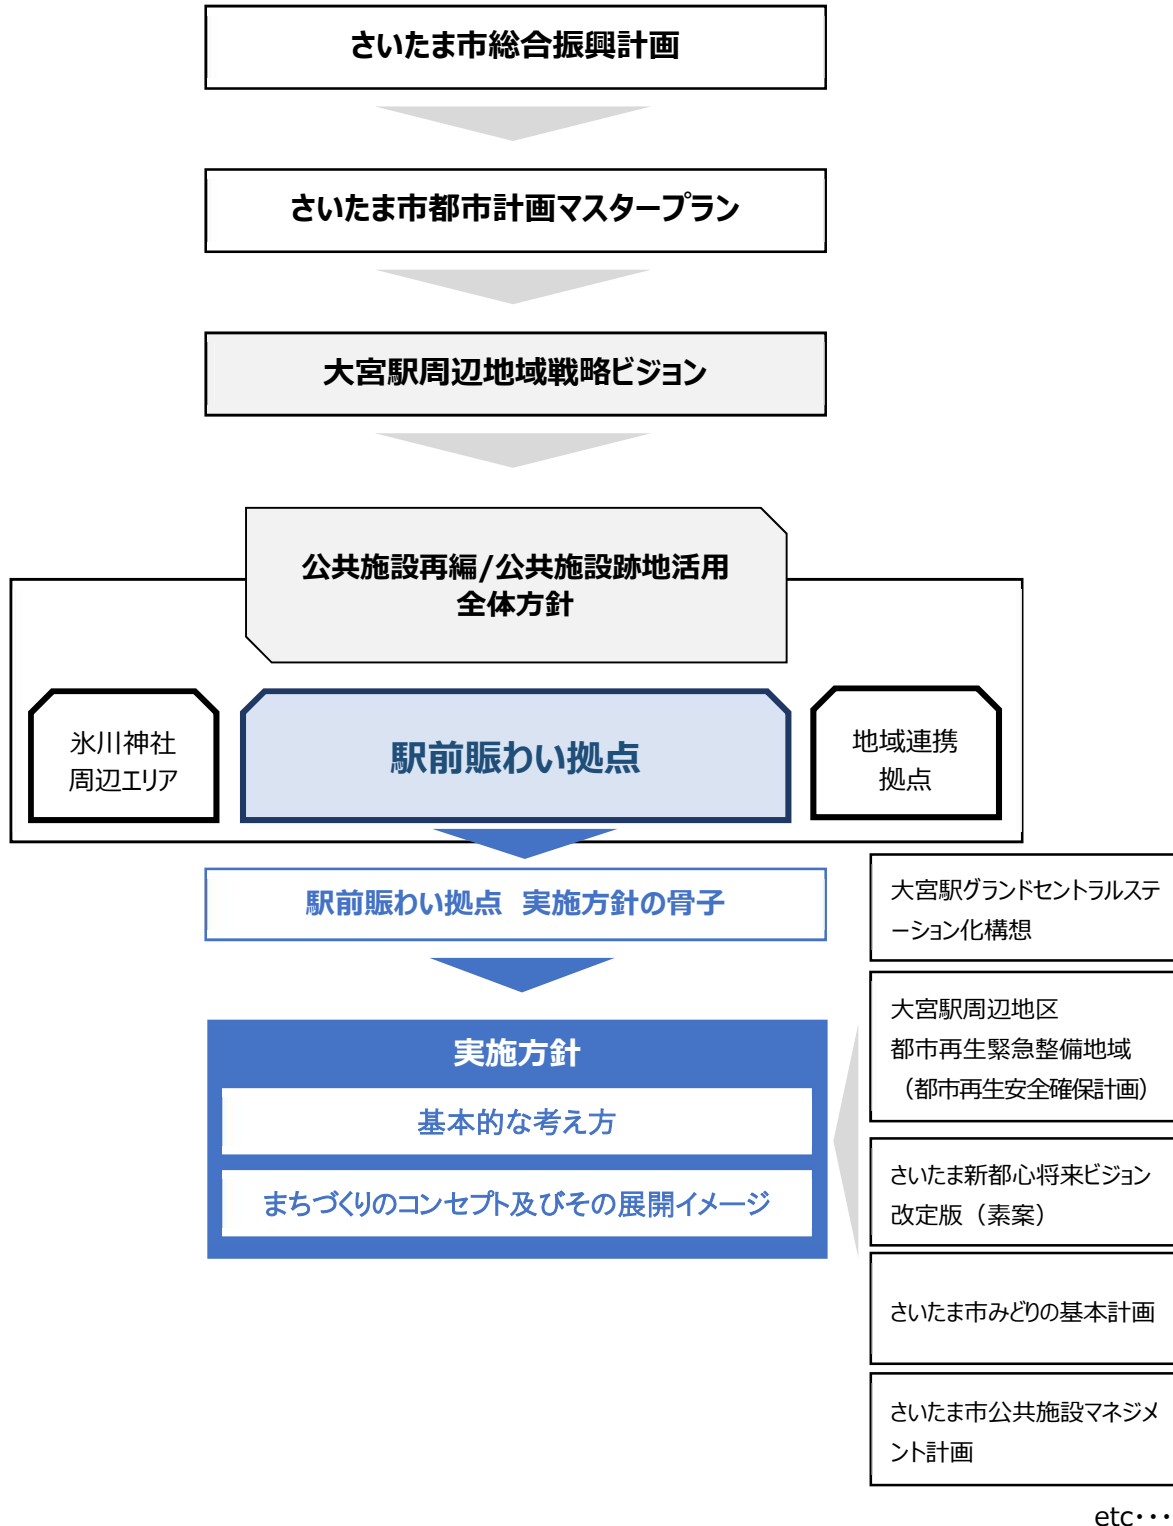 さいたま市総合振興計画
さいたま市都市計画マスタープラン
大宮駅周辺地域戦略ビジョン
公共施設再編/公共施設跡地活用
全体方針
氷川神社
周辺エリア
駅前賑わい拠点
地域連携
拠点
駅前賑わい拠点　実施方針の骨子
実施方針
基本的な考え方
まちづくりのコンセプト及びその展開イメージ
大宮駅グランドセントラルステ
ーション化構想
大宮駅周辺地区
都市再生緊急整備地域
（都市再生安全確保計画）
さいたま新都心将来ビジョン
改定版（素案）
さいたま市みどりの基本計画
さいたま市公共施設マネジメ
ント計画
etc・・・